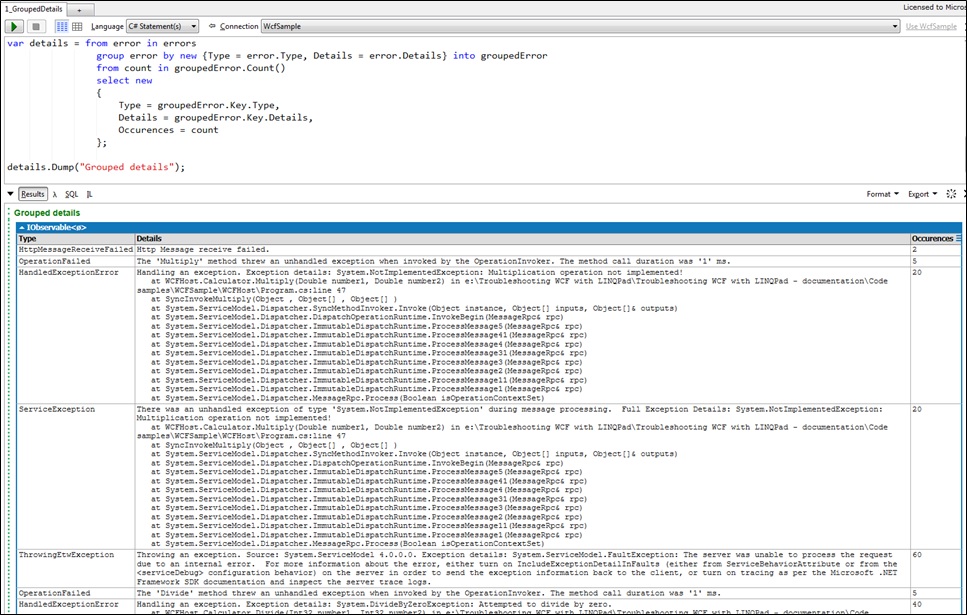 1_GroupedDetails +
Licensed to Micros
Language C# Statement(s) Connection WcfSample Use WcfSample
var details = from error in errors
group error by new {Type = error.Type, Details = error.Details} into groupedError
from count in groupedError.Count()
select new
{
Type = groupedError.Key.Type,
Details = groupedError.Key.Details,
Occurences = count
};
details.Dump("Grouped details");
Results λ SQL IL Format Export
Grouped details
IObservable<ø>
Type Details Occurences
HttpMessageReceiveFailed Http Message receive failed. 2
OperationFailed The 'Multiply' method threw an unhandled exception when invoked by the OperationInvoker. The method call duration was '1' ms. 5
HandledExceptionError Handling an exception. Exception details: System.NotImplementedException: Multiplication operation not implemented! 20
at WCFHost.Calculator.Multiply(Double number1, Double number2) in e:\Troubleshooting WCF with LINQPad\Troubleshooting WCF with LINQPad - documentation\Code
samples\WCFSample\WCFHost\Program.cs:line 47
at SyncInvokeMultiply(Object , Object[] , Object[] )
at System.ServiceModel.Dispatcher.SyncMethodInvoker.Invoke(Object instance, Object[] inputs, Object[]& outputs)
at System.ServiceModel.Dispatcher.DispatchOperationRuntime.InvokeBegin(MessageRpc& rpc)
at System.ServiceModel.Dispatcher.ImmutableDispatchRuntime.ProcessMessage5(MessageRpc& rpc)
at System.ServiceModel.Dispatcher.ImmutableDispatchRuntime.ProcessMessage41(MessageRpc& rpc)
at System.ServiceModel.Dispatcher.ImmutableDispatchRuntime.ProcessMessage4(MessageRpc& rpc)
at System.ServiceModel.Dispatcher.ImmutableDispatchRuntime.ProcessMessage31(MessageRpc& rpc)
at System.ServiceModel.Dispatcher.ImmutableDispatchRuntime.ProcessMessage3(MessageRpc& rpc)
at System.ServiceModel.Dispatcher.ImmutableDispatchRuntime.ProcessMessage2(MessageRpc& rpc)
at System.ServiceModel.Dispatcher.ImmutableDispatchRuntime.ProcessMessage11(MessageRpc& rpc)
at System.ServiceModel.Dispatcher.ImmutableDispatchRuntime.ProcessMessage1(MessageRpc& rpc)
at System.ServiceModel.Dispatcher.MessageRpc.Process(Boolean isOperationContextSet)
ServiceException There was an unhandled exception of type 'System.NotImplementedException' during message processing. Full Exception Details: System.NotImplementedException: 20
Multiplication operation not implemented!
at WCFHost.Calculator.Multiply(Double number1, Double number2) in e:\Troubleshooting WCF with LINQPad\Troubleshooting WCF with LINQPad - documentation\Code
samples\WCFSample\WCFHost\Program.cs:line 47
at SyncInvokeMultiply(Object , Object[] , Object[] )
at System.ServiceModel.Dispatcher.SyncMethodInvoker.Invoke(Object instance, Object[] inputs, Object[]& outputs)
at System.ServiceModel.Dispatcher.DispatchOperationRuntime.InvokeBegin(MessageRpc& rpc)
at System.ServiceModel.Dispatcher.ImmutableDispatchRuntime.ProcessMessage5(MessageRpc& rpc)
at System.ServiceModel.Dispatcher.ImmutableDispatchRuntime.ProcessMessage41(MessageRpc& rpc)
at System.ServiceModel.Dispatcher.ImmutableDispatchRuntime.ProcessMessage4(MessageRpc& rpc)
at System.ServiceModel.Dispatcher.ImmutableDispatchRuntime.ProcessMessage31(MessageRpc& rpc)
at System.ServiceModel.Dispatcher.ImmutableDispatchRuntime.ProcessMessage3(MessageRpc& rpc)
at System.ServiceModel.Dispatcher.ImmutableDispatchRuntime.ProcessMessage2(MessageRpc& rpc)
at System.ServiceModel.Dispatcher.ImmutableDispatchRuntime.ProcessMessage11(MessageRpc& rpc)
at System.ServiceModel.Dispatcher.ImmutableDispatchRuntime.ProcessMessage1(MessageRpc& rpc)
at System.ServiceModel.Dispatcher.MessageRpc.Process(Boolean isOperationContextSet)
ThrowingEtwException Throwing an exception. Source: System.ServiceModel 4.0.0.0. Exception details: System.ServiceModel.FaultException: The server was unable to process the request 60
due to an internal error. For more information about the error, either turn on IncludeExceptionDetailInFaults (either from ServiceBehaviorAttribute or from the
<serviceDebug> configuration behavior) on the server in order to send the exception information back to the client, or turn on tracing as per the Microsoft .NET
Framework SDK documentation and inspect the server trace logs.
OperationFailed The 'Divide' method threw an unhandled exception when invoked by the OperationInvoker. The method call duration was '1' ms. 5
HandledExceptionError Handling an exception. Exception details: System.DivideByZeroException: Attempted to divide by zero. 40
at WCFHost.Calculator.Divide(Int32 number1, Int32 number2) in e:\Troubleshooting WCF with LINQPad\Troubleshooting WCF with LINQPad - documentation\Code